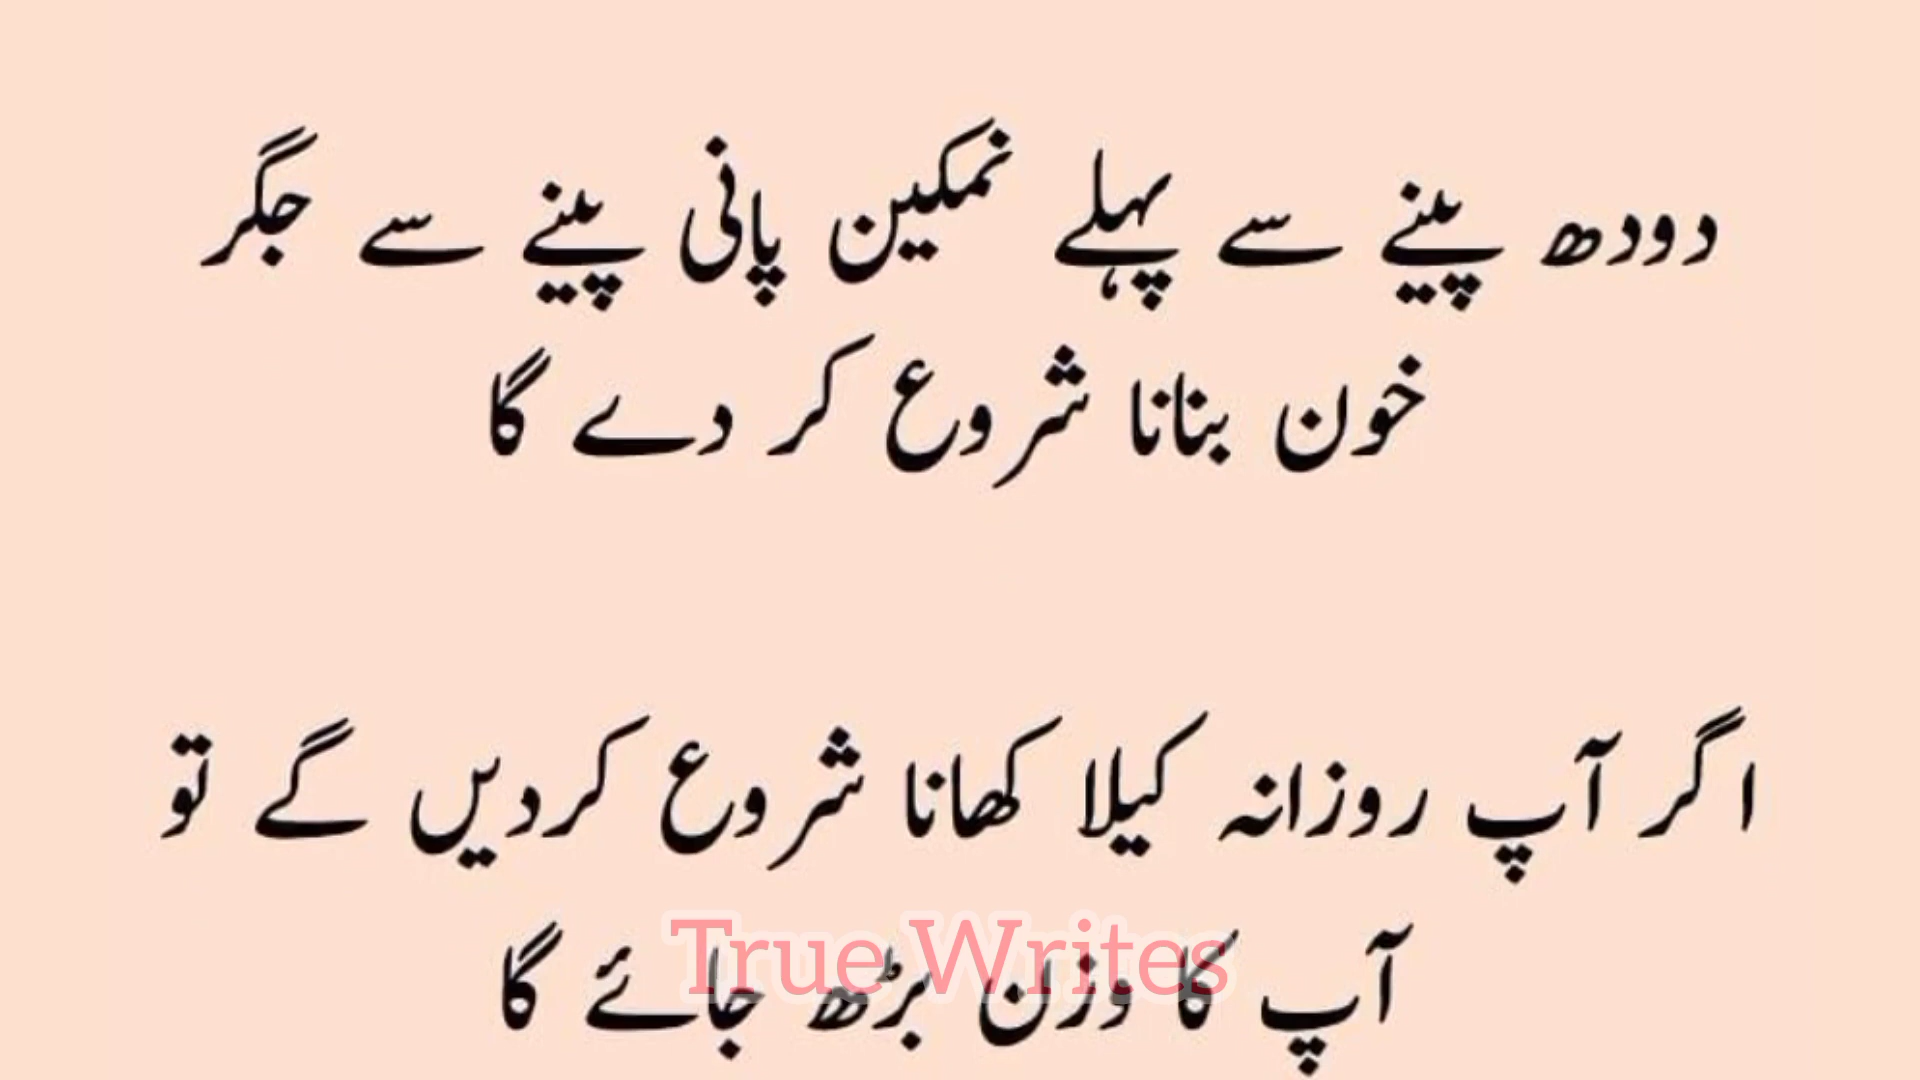 دودھ پینے سے پہلے نمکین پانی پینے سے جگر
خون بنانا شروع کر دے گا
اگر آپ روزانہ کیلا کھانا شروع کردیں گے تو
آپ کا وزن بڑھ جائے گا
True Writes